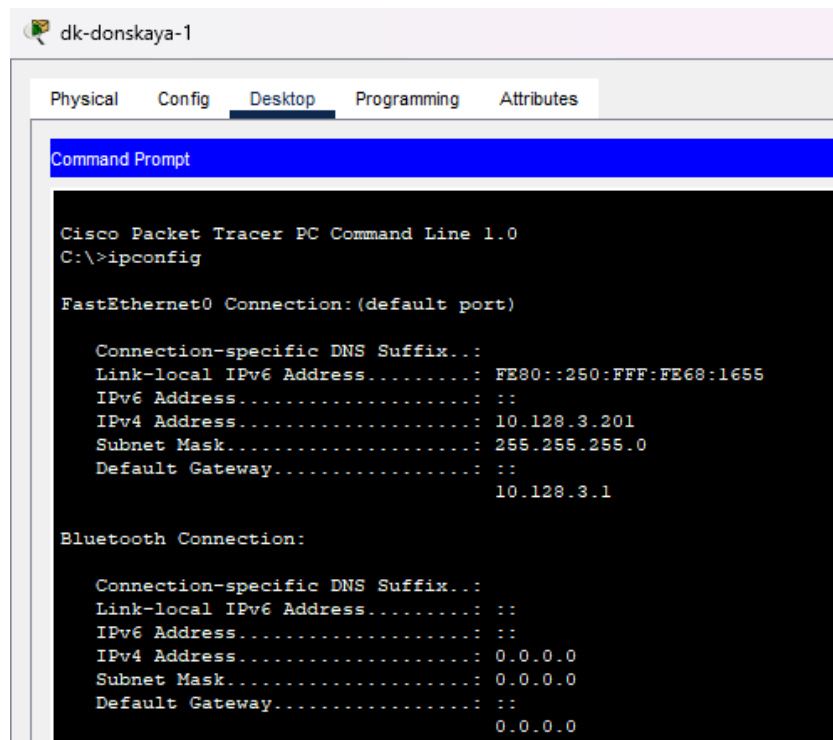 dk-donskaya-1
Physical Config Desktop Programming Attributes
Command Prompt
Cisco Packet Tracer PC Command Line 1.0
C:\>ipconfig
FastEthernet0 Connection:(default port)
Connection-specific DNS Suffix..:
Link-local IPv6 Address.........: FE80::250:FFF:FE68:1655
IPv6 Address....................: ::
IPv4 Address....................: 10.128.3.201
Subnet Mask.....................: 255.255.255.0
Default Gateway.................: ::
10.128.3.1
Bluetooth Connection:
Connection-specific DNS Suffix..:
Link-local IPv6 Address.........: ::
IPv6 Address....................: ::
IPv4 Address....................: 0.0.0.0
Subnet Mask.....................: 0.0.0.0
Default Gateway.................: ::
0.0.0.0